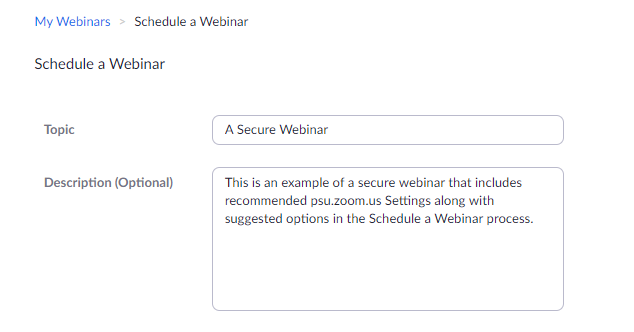 My Webinars > Schedule a Webinar
Schedule a Webinar
Topic
A Secure Webinar
Description (Optional)
This is an example of a secure webinar that includes
recommended psu.zoom.us Settings along with
suggested options in the Schedule a Webinar process.